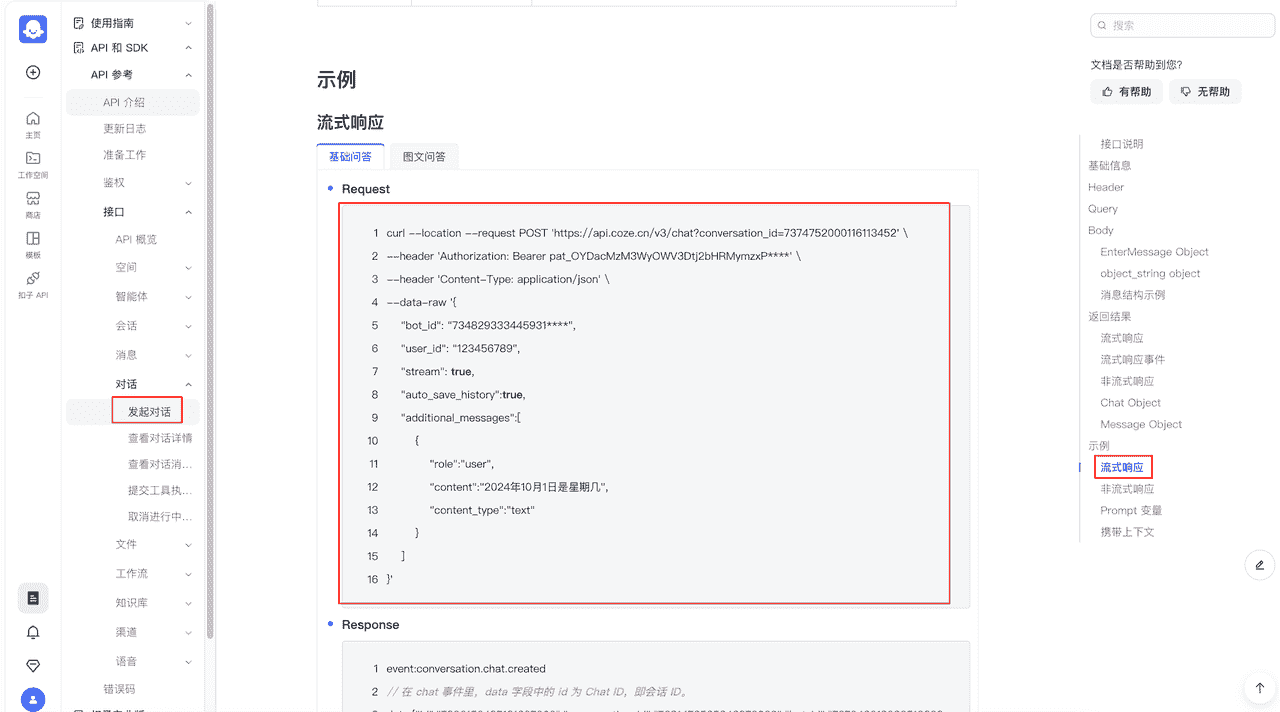 使用指南
API 和 SDK
API 参考
API 介绍
更新日志
准备工作
鉴权
接口
API 概览
空间
智能体
会话
消息
对话
发起对话
查看对话详情
查看对话消...
提交工具执...
取消进行中...
文件
工作流
知识库
渠道
语音
错误码
主页
工作空间
商店
模板
扣子 API
示例
流式响应
基础问答
图文问答
Request
1 curl --location --request POST 'https://api.coze.cn/v3/chat?conversation_id=7374752000116113452' \
2 --header 'Authorization: Bearer pat_OYDacMzM3WyOWV3Dtj2bHRMymzxP****' \
3 --header 'Content-Type: application/json' \
4 --data-raw '{
5 "bot_id": "734829333445931****",
6 "user_id": "123456789",
7 "stream": true,
8 "auto_save_history":true,
9 "additional_messages":[
10 {
11 "role":"user",
12 "content":"2024年10月1日是星期几",
13 "content_type":"text"
14 }
15 ]
16 }'
Response
1 event:conversation.chat.created
2 // 在 chat 事件里，data 字段中的 id 为 Chat ID，即会话 ID。
搜索
文档是否帮助到您?
有帮助
无帮助
接口说明
基础信息
Header
Query
Body
EnterMessage Object
object_string object
消息结构示例
返回结果
流式响应
流式响应事件
非流式响应
Chat Object
Message Object
示例
流式响应
非流式响应
Prompt 变量
携带上下文